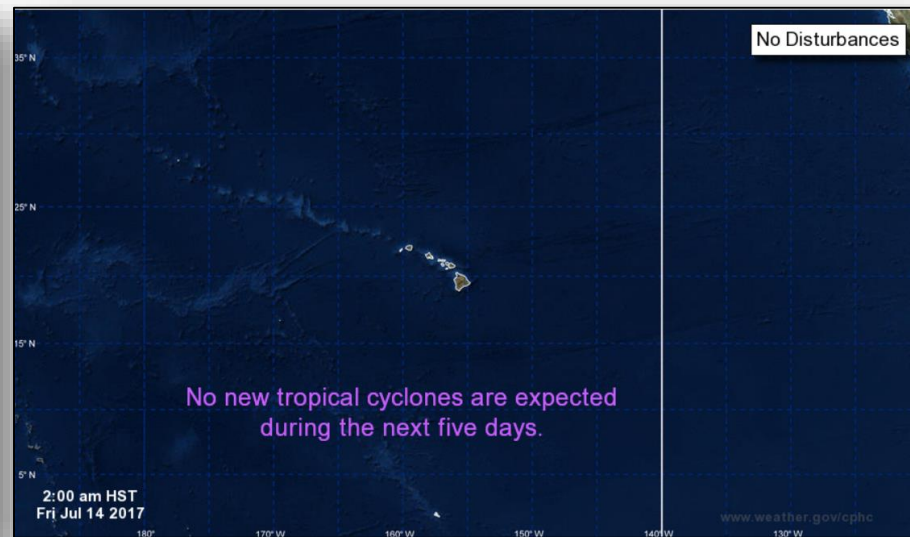 No Disturbances
35° N
25° N
15° N
5° N
No new tropical cyclones are expected
during the next five days.
2:00 am HST
Fri Jul 14 2017
www.weather.gov/cphc
180°
170° W
160° W
150° W
140° W
130° W